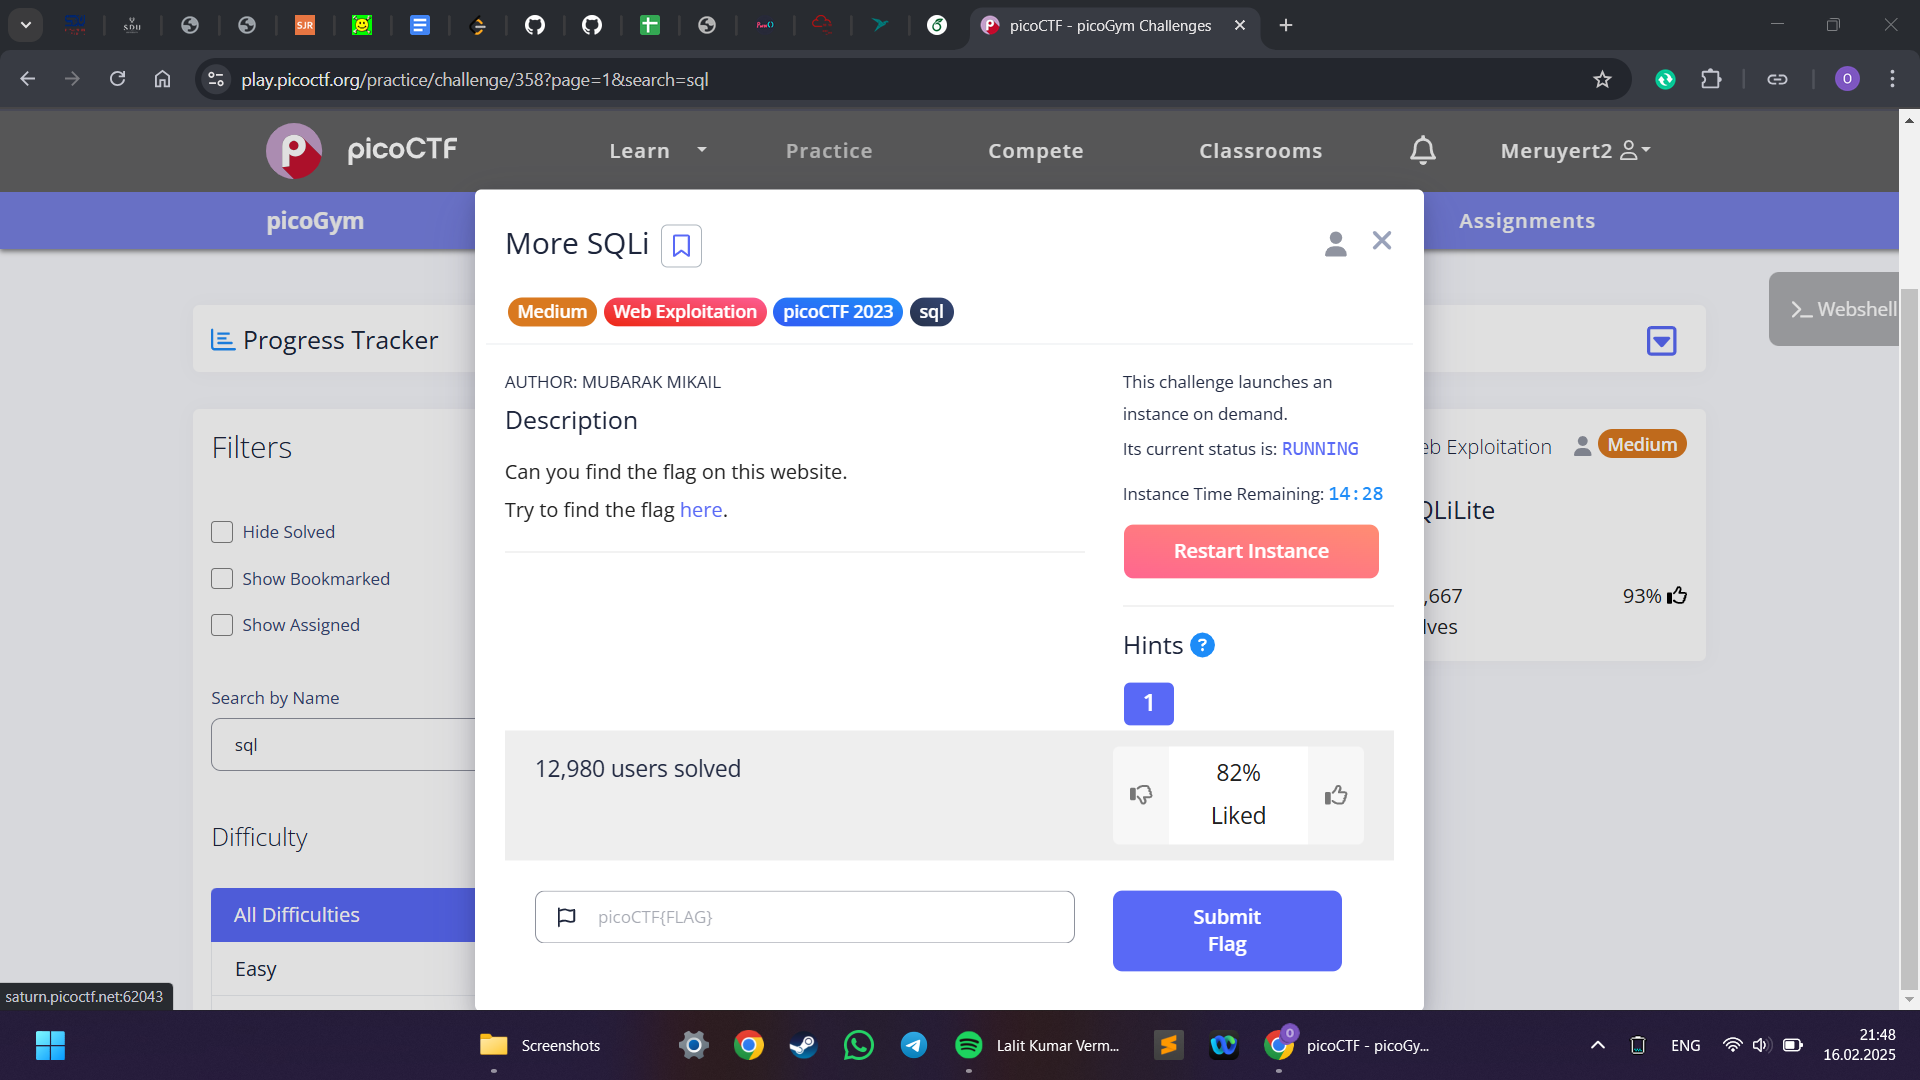 SJR
picoCTF - picoGym Challenges
play.picoctf.org/practice/challenge/358?page=1&search=sql
O
picoCTF
Learn
Practice
Compete
Classrooms
Meruyert2
picoGym
Assignments
More SQLi
Medium
Web Exploitation
picoCTF 2023
sql
Webshell
Progress Tracker
AUTHOR: MUBARAK MIKAIL
Description
Can you find the flag on this website.
Try to find the flag here.
This challenge launches an
instance on demand.
Its current status is: RUNNING
Instance Time Remaining: 14:28
Restart Instance
Hints ?
1
Filters
Hide Solved
Show Bookmarked
Show Assigned
Search by Name
sql
Difficulty
All Difficulties
Easy
eb Exploitation
Medium
QLiLite
,667
lves
93%
12,980 users solved
82%
Liked
picoCTF{FLAG}
Submit
Flag
saturn.picoctf.net:62043
Screenshots
Lalit Kumar Verm...
picoCTF - picoGy...
ENG
21:48
16.02.2025